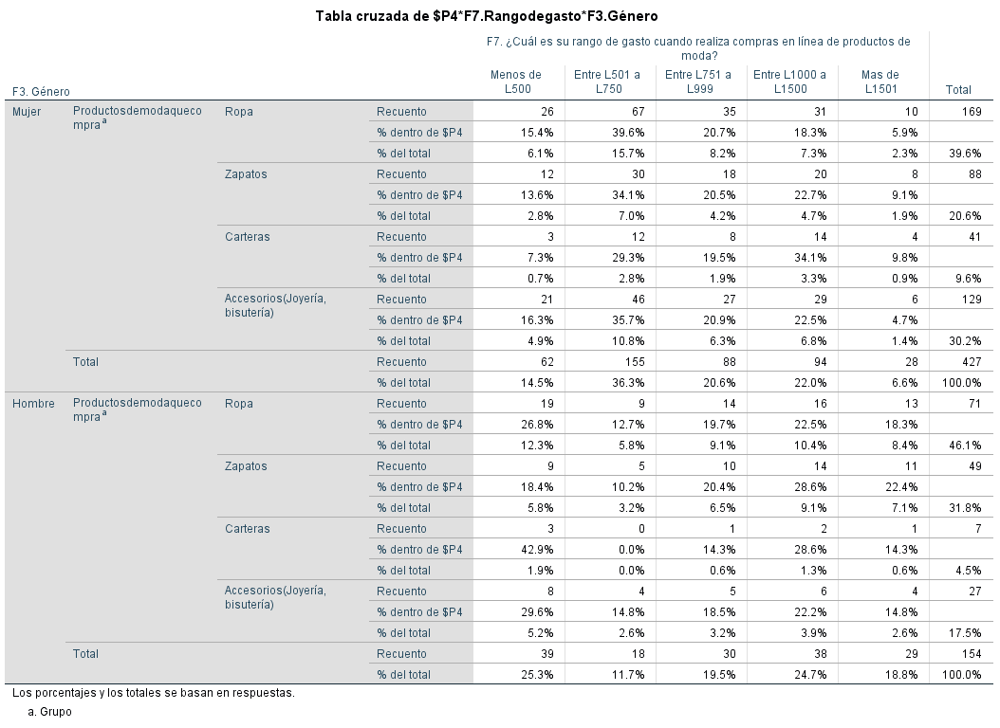 Tabla cruzada de $P4*F7.Rangodegasto*F3.Género
F7. ¿Cuál es su rango de gasto cuando realiza compras en línea de productos de
moda?
F3. Género Menos de L500 Entre L501 a L750 Entre L751 a L999 Entre L1000 a L1500 Mas de L1501 Total
Mujer Productosdemodaqueco mpra a Ropa Recuento 26 67 35 31 10 169
% dentro de $P4 15.4% 39.6% 20.7% 18.3% 5.9%
% del total 6.1% 15.7% 8.2% 7.3% 2.3% 39.6%
Zapatos Recuento 12 30 18 20 8 88
% dentro de $P4 13.6% 34.1% 20.5% 22.7% 9.1%
% del total 2.8% 7.0% 4.2% 4.7% 1.9% 20.6%
Carteras Recuento 3 12 8 14 4 41
% dentro de $P4 7.3% 29.3% 19.5% 34.1% 9.8%
% del total 0.7% 2.8% 1.9% 3.3% 0.9% 9.6%
Accesorios(Joyería, bisutería) Recuento 21 46 27 29 6 129
% dentro de $P4 16.3% 35.7% 20.9% 22.5% 4.7%
% del total 4.9% 10.8% 6.3% 6.8% 1.4% 30.2%
Total Recuento 62 155 88 94 28 427
% del total 14.5% 36.3% 20.6% 22.0% 6.6% 100.0%
Hombre Productosdemodaqueco mpra a Ropa Recuento 19 9 14 16 13 71
% dentro de $P4 26.8% 12.7% 19.7% 22.5% 18.3%
% del total 12.3% 5.8% 9.1% 10.4% 8.4% 46.1%
Zapatos Recuento 9 5 10 14 11 49
% dentro de $P4 18.4% 10.2% 20.4% 28.6% 22.4%
% del total 5.8% 3.2% 6.5% 9.1% 7.1% 31.8%
Carteras Recuento 3 0 1 2 1 7
% dentro de $P4 42.9% 0.0% 14.3% 28.6% 14.3%
% del total 1.9% 0.0% 0.6% 1.3% 0.6% 4.5%
Accesorios(Joyería, bisutería) Recuento 8 4 5 6 4 27
% dentro de $P4 29.6% 14.8% 18.5% 22.2% 14.8%
% del total 5.2% 2.6% 3.2% 3.9% 2.6% 17.5%
Total Recuento 39 18 30 38 29 154
% del total 25.3% 11.7% 19.5% 24.7% 18.8% 100.0%
Los porcentajes y los totales se basan en respuestas.
a. Grupo